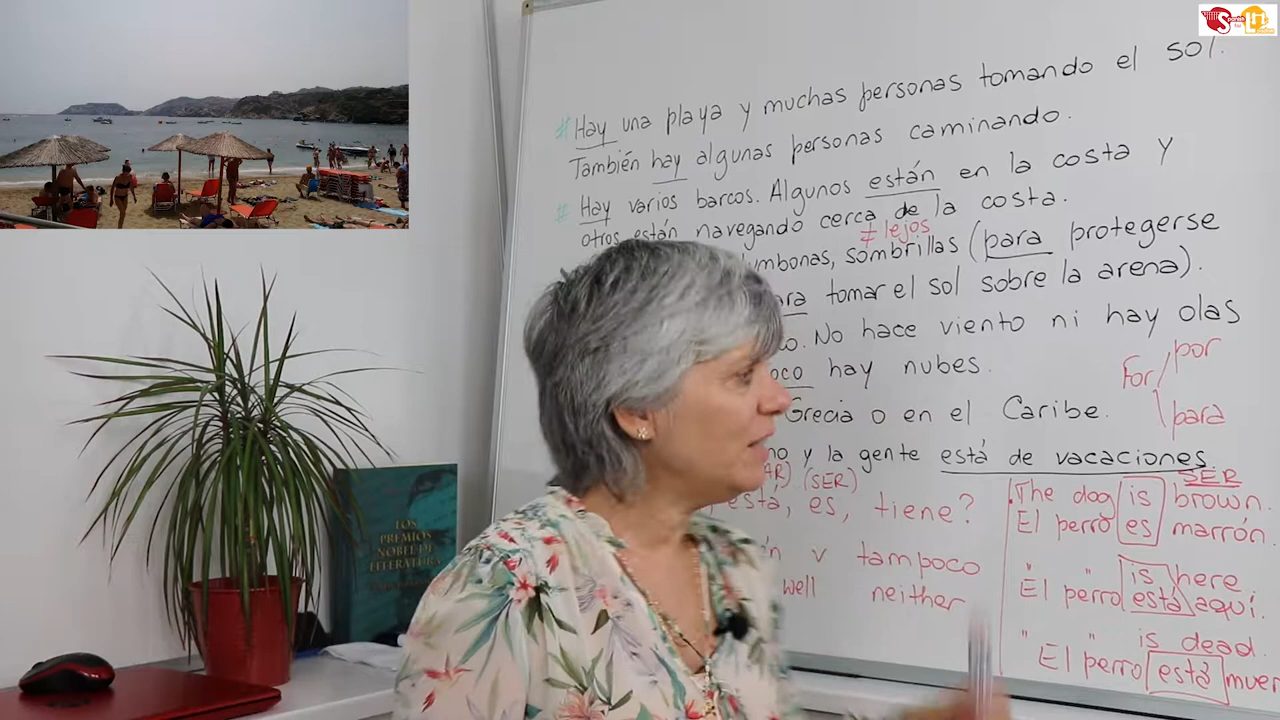 # Hay una playa y muchas personas tomando el sol.
También hay algunas personas caminando.
# Hay varios barcos. Algunos están en la costa y
otros están navegando cerca de la costa.
≠ lejos
sombrillas (para protegerse
tomar el sol sobre la arena).
No hace viento ni hay olas
hay nubes.
Grecia o en el Caribe.
y la gente está de vacaciones
For por
para
(SER)
está, es, tiene?
v tampoco
well neither
SER
The dog is brown.
El perro es marrón.
" " is here
El perro está aquí.
" " is dead.
El perro está
LOS
PREMIOS
NOBEL DE
LITERATURA